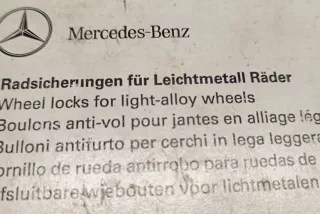 Mercedes-Benz
Radsicherungen für Leichtmetall Räder
Wheel locks for light-alloy wheels
Boulons anti-vol pour jantes en alliage lég
Bulloni antifurto per cerchi in lega leggera
ornillo de rueda antirrobo para ruedas de
fsluitbare wielbouten voor lichtmetalen